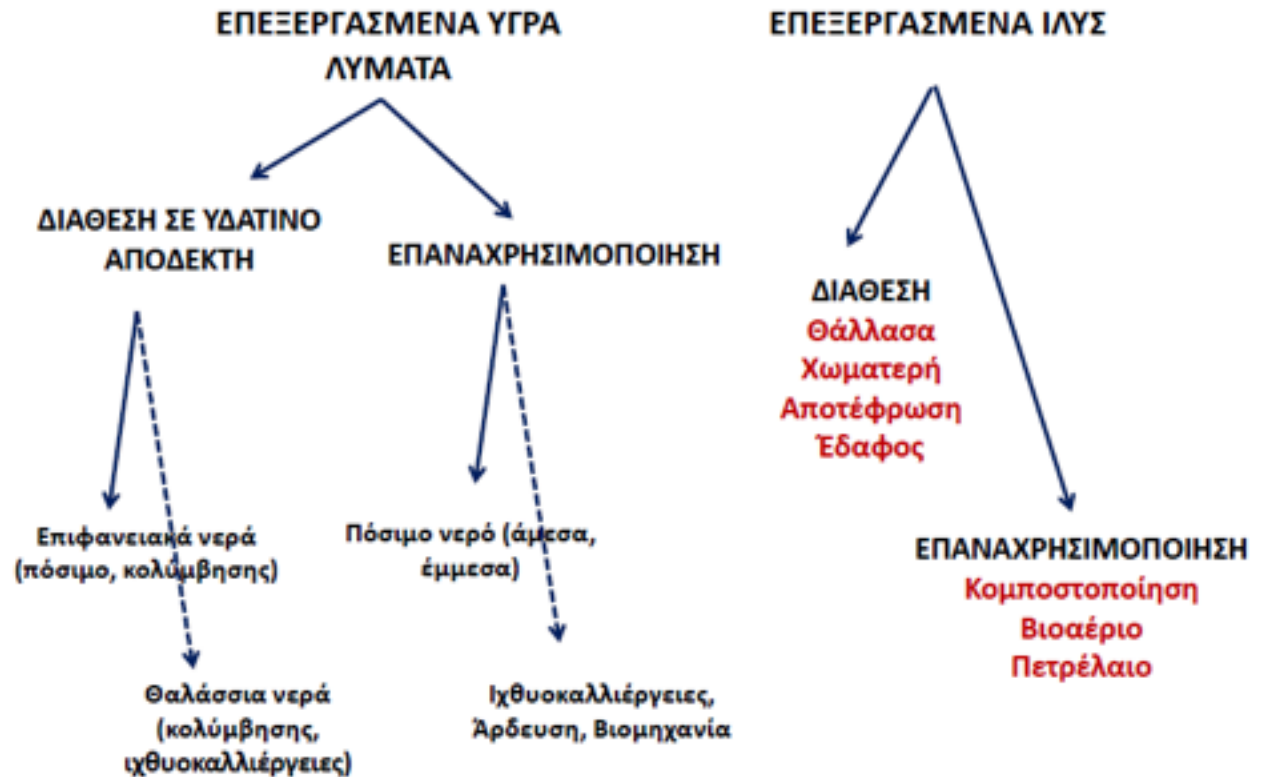 ΕΠΕΞΕΡΓΑΣΜΕΝΑ ΥΓΡΑ
ΛΥΜΑΤΑ
ΔΙΑΘΕΣΗ ΣΕ ΥΔΑΤΙΝΟ
ΑΠΟΔΕΚΤΗ
ΕΠΑΝΑΧΡΗΣΙΜΟΠΟΙΗΣΗ
Επιφανειακά νερά
(πόσιμο, κολύμβησης)
Πόσιμο νερό (άμεσα,
έμμεσα)
Θαλάσσια νερά
(κολύμβησης,
ιχθυοκαλλιέργειες)
Ιχθυοκαλλιέργειες,
Άρδευση, Βιομηχανία
ΕΠΕΞΕΡΓΑΣΜΕΝΑ ΙΛΥΣ
ΔΙΑΘΕΣΗ
Θάλλασα
Χωματερή
Αποτέφρωση
Έδαφος
ΕΠΑΝΑΧΡΗΣΙΜΟΠΟΙΗΣΗ
Κομποστοποίηση
Βιοαέριο
Πετρέλαιο